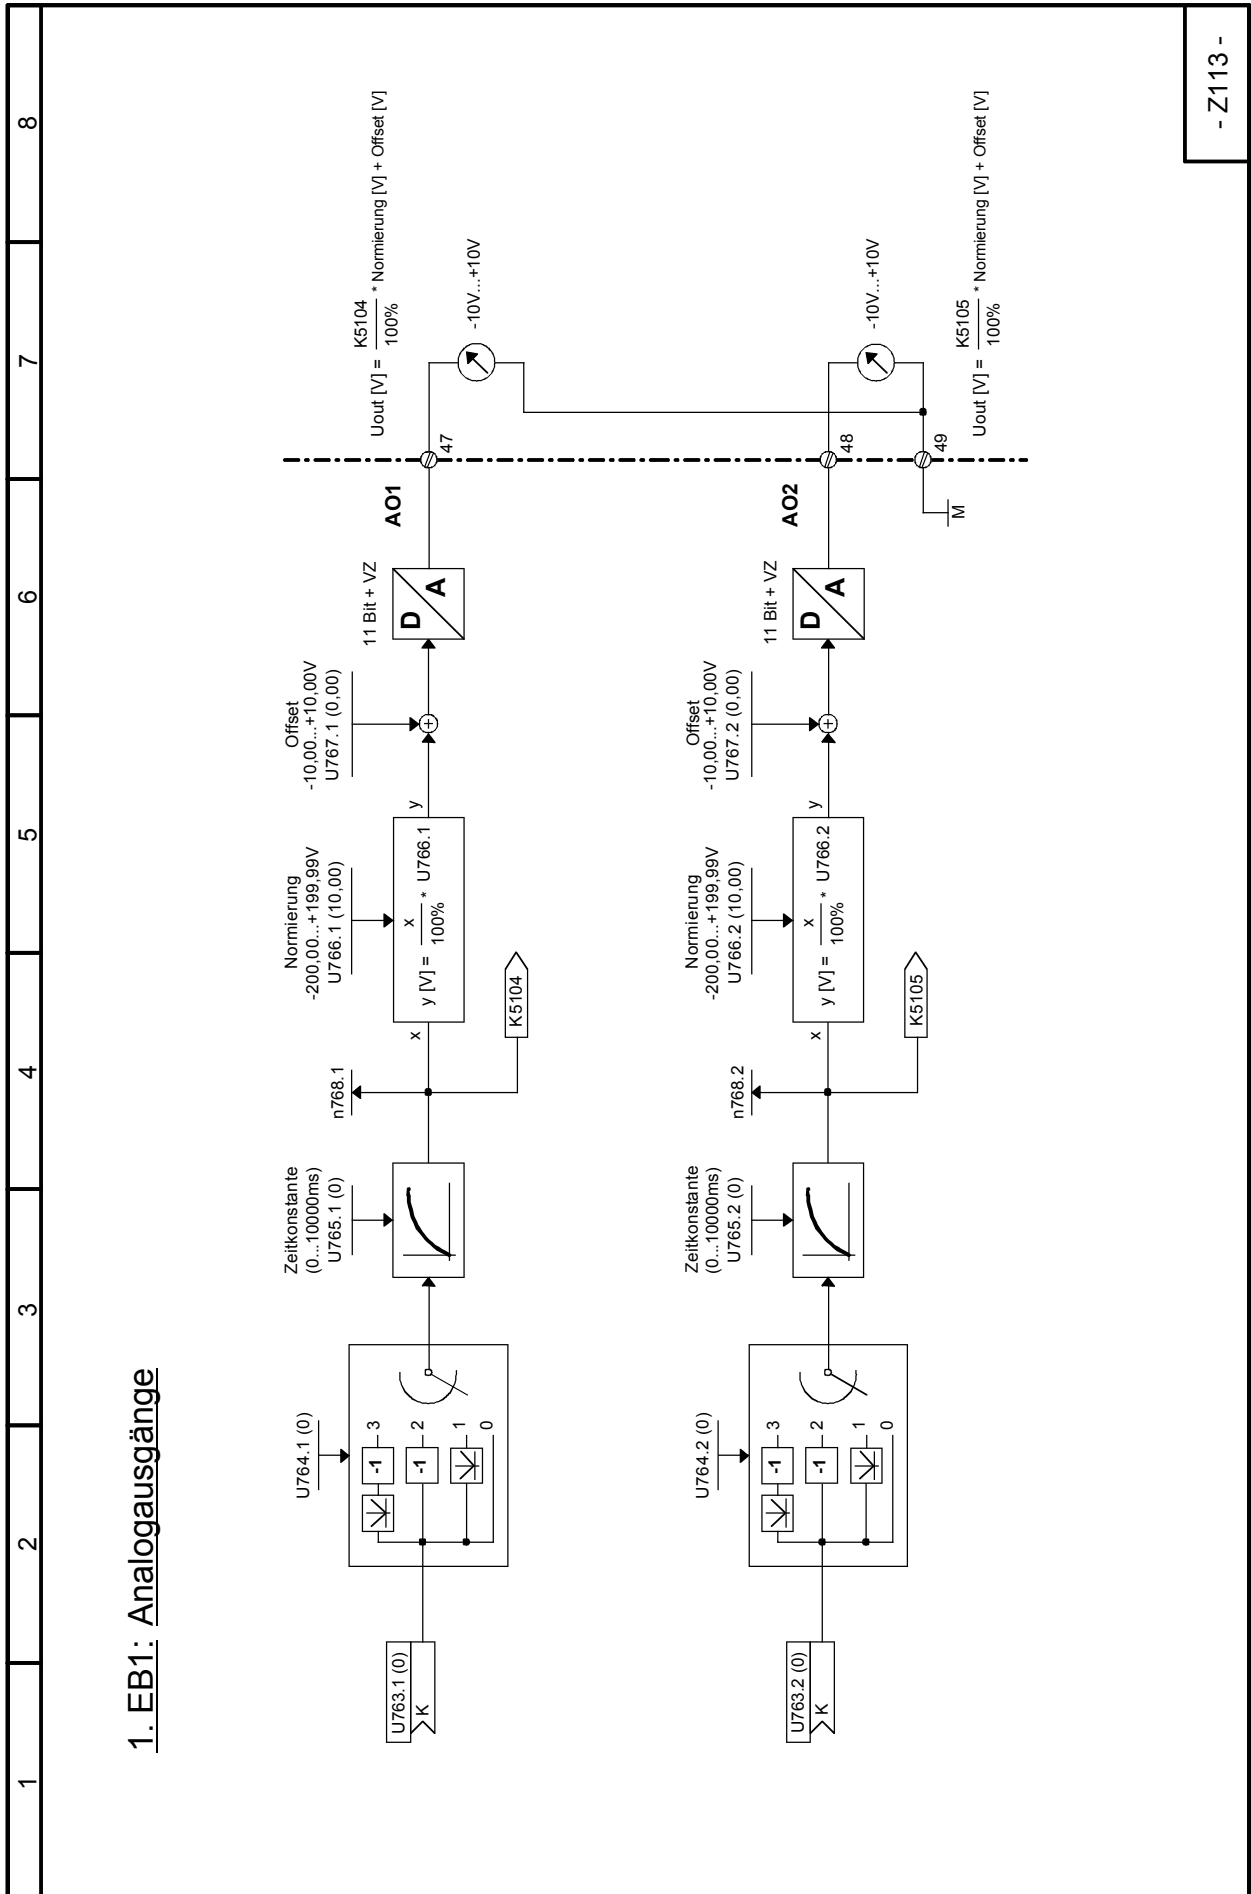 1 2 3 4 5 6 7 8
1. EB1: Analogausgänge
U763.1 (0)
K
U764.1 (0)
-1 3
-1 2
1
0
Zeitkonstante
(0...10000ms)
U765.1 (0)
n768.1
K5104
Normierung
-200,00...+199,99V
U766.1 (10,00)
x
y [V] = x / 100% * U766.1
y
Offset
-10,00...+10,00V
U767.1 (0,00)
+
11 Bit + VZ
D
A
AO1
47
-10V...+10V
Uout [V] = K5104 / 100% * Normierung [V] + Offset [V]
U763.2 (0)
K
U764.2 (0)
-1 3
-1 2
1
0
Zeitkonstante
(0...10000ms)
U765.2 (0)
n768.2
K5105
Normierung
-200,00...+199,99V
U766.2 (10,00)
x
y [V] = x / 100% * U766.2
y
Offset
-10,00...+10,00V
U767.2 (0,00)
+
11 Bit + VZ
D
A
AO2
48
49
M
-10V...+10V
Uout [V] = K5105 / 100% * Normierung [V] + Offset [V]
- Z113 -